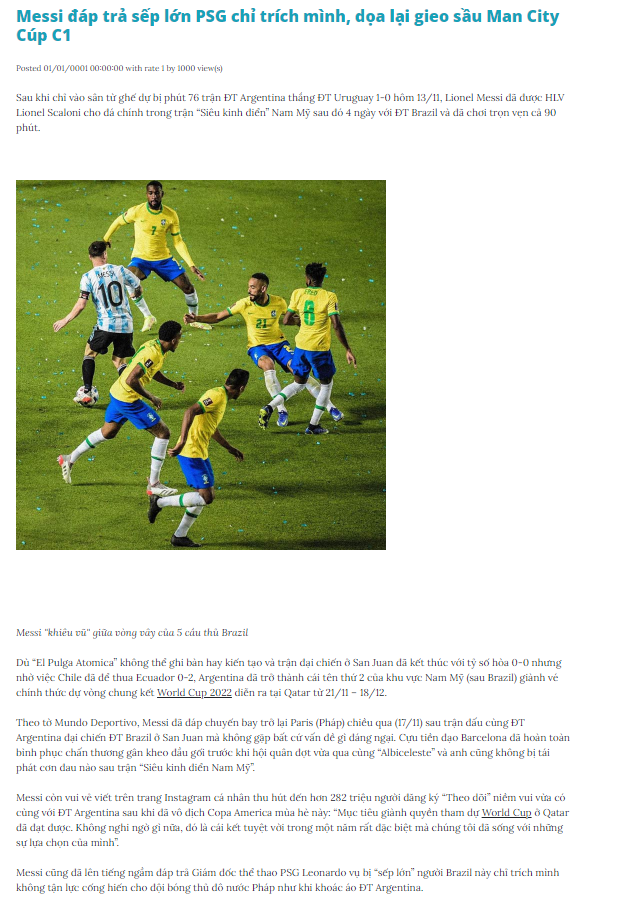 Messi đáp trả sếp lớn PSG chỉ trích mình, dọa lại gieo sầu Man City
Cúp C1
Posted 01/01/0001 00:00:00 with rate 1 by 1000 view(s)
Sau khi chỉ vào sân từ ghế dự bị phút 76 trận ĐT Argentina thắng ĐT Uruguay 1-0 hôm 13/11, Lionel Messi đã được HLV
Lionel Scaloni cho đá chính trong trận “Siêu kinh điển” Nam Mỹ sau đó 4 ngày với ĐT Brazil và đã chơi trọn vẹn cả 90
phút.
7
MESSI
10
21
FRED
8
Messi "khiêu vũ" giữa vòng vây của 5 cầu thủ Brazil
Dù “El Pulga Atomica” không thể ghi bàn hay kiến tạo và trận đại chiến ở San Juan đã kết thúc với tỷ số hòa 0-0 nhưng
nhờ việc Chile đã để thua Ecuador 0-2, Argentina đã trở thành cái tên thứ 2 của khu vực Nam Mỹ (sau Brazil) giành vé
chính thức dự vòng chung kết World Cup 2022 diễn ra tại Qatar từ 21/11 – 18/12.
Theo tờ Mundo Deportivo, Messi đã đáp chuyến bay trở lại Paris (Pháp) chiều qua (17/11) sau trận đấu cùng ĐT
Argentina đại chiến ĐT Brazil ở San Juan mà không gặp bất cứ vấn đề gì đáng ngại. Cựu tiền đạo Barcelona đã hoàn toàn
bình phục chấn thương gân kheo đầu gối trước khi hội quân đợt vừa qua cùng “Albiceleste” và anh cũng không bị tái
phát cơn đau nào sau trận “Siêu kinh điển Nam Mỹ”.
Messi còn vui vẻ viết trên trang Instagram cá nhân thu hút đến hơn 282 triệu người đăng ký “Theo dõi” niềm vui vừa có
cùng với ĐT Argentina sau khi đã vô địch Copa America mùa hè này: “Mục tiêu giành quyền tham dự World Cup ở Qatar
đã đạt được. Không nghi ngờ gì nữa, đó là cái kết tuyệt vời trong một năm rất đặc biệt mà chúng tôi đã sống với những
sự lựa chọn của mình”.
Messi cũng đã lên tiếng ngầm đáp trả Giám đốc thể thao PSG Leonardo vụ bị “sếp lớn” người Brazil này chỉ trích mình
không tận lực cống hiến cho đội bóng thủ đô nước Pháp như khi khoác áo ĐT Argentina.